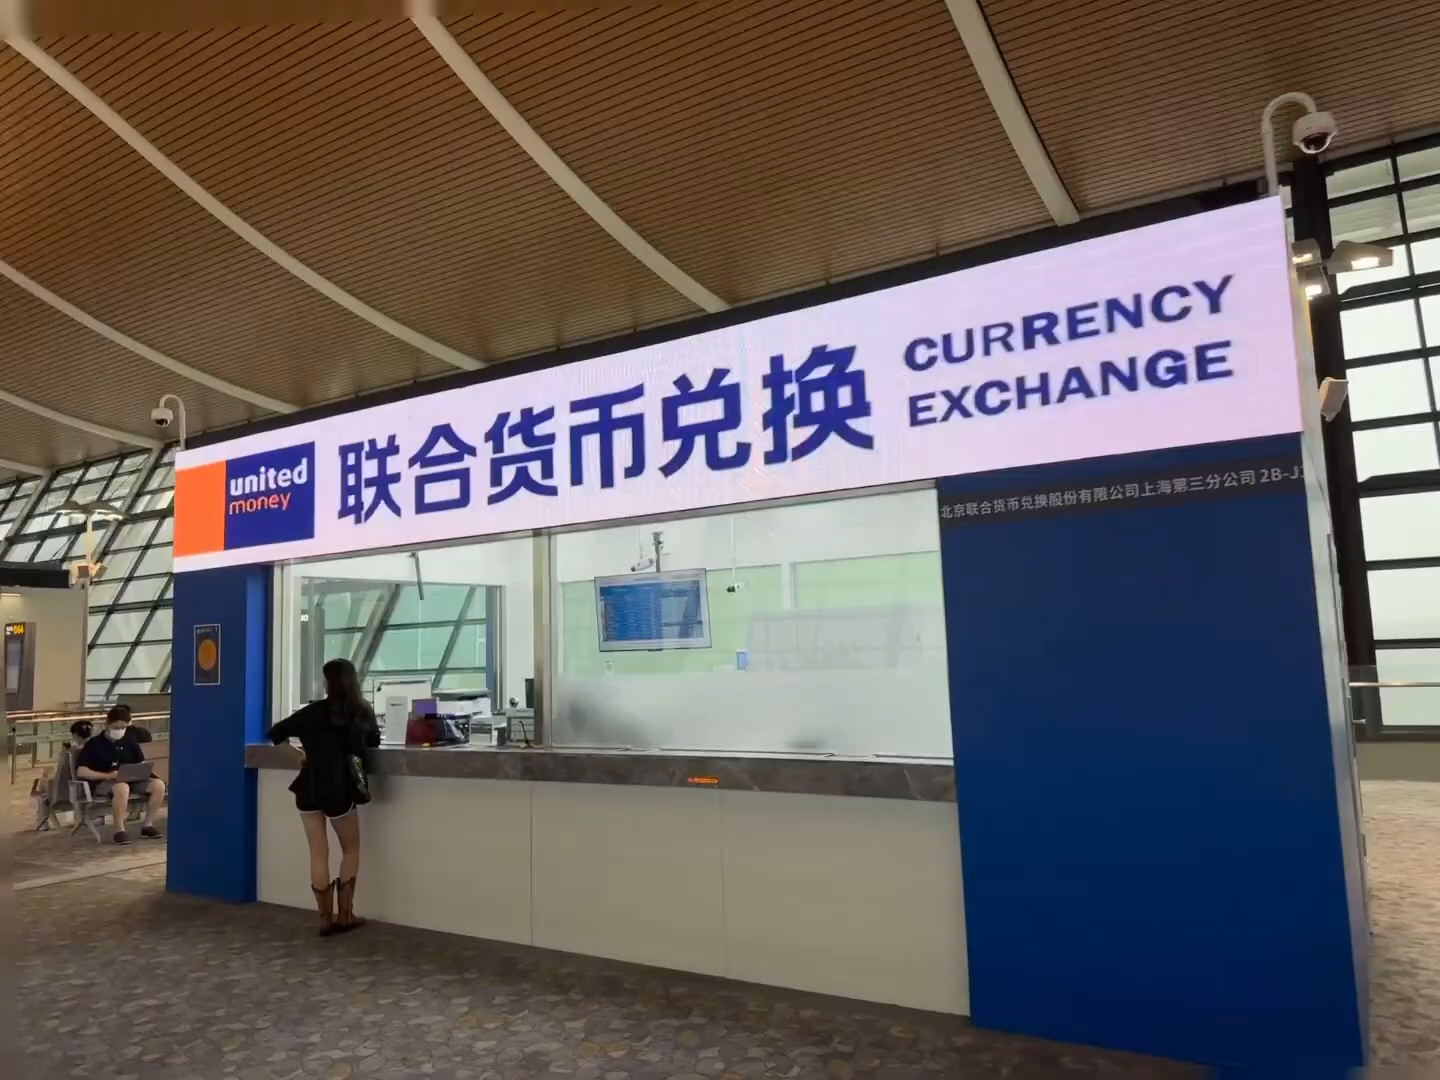 united
money
联合货币兑换
CURRENCY
EXCHANGE
北京联合货币兑换股份有限公司上海第三分公司 2B-J